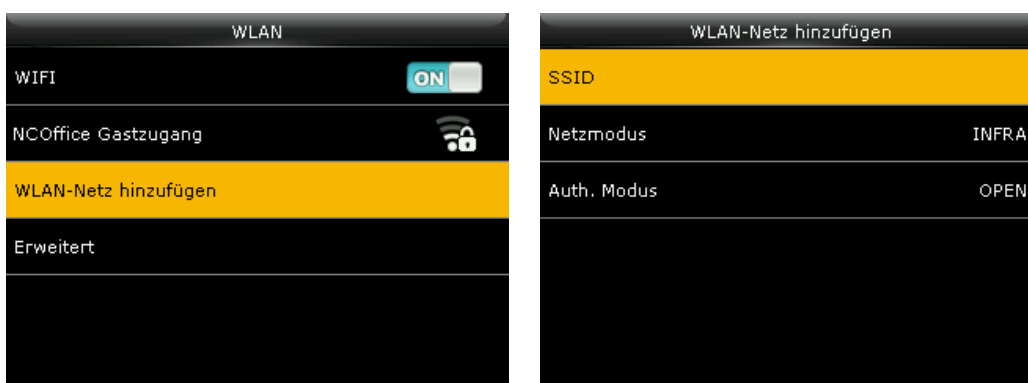 WLAN
WIFI ON
NCOffice Gastzugang
WLAN-Netz hinzufügen
Erweitert
WLAN-Netz hinzufügen
SSID
Netzmodus INFRA
Auth. Modus OPEN